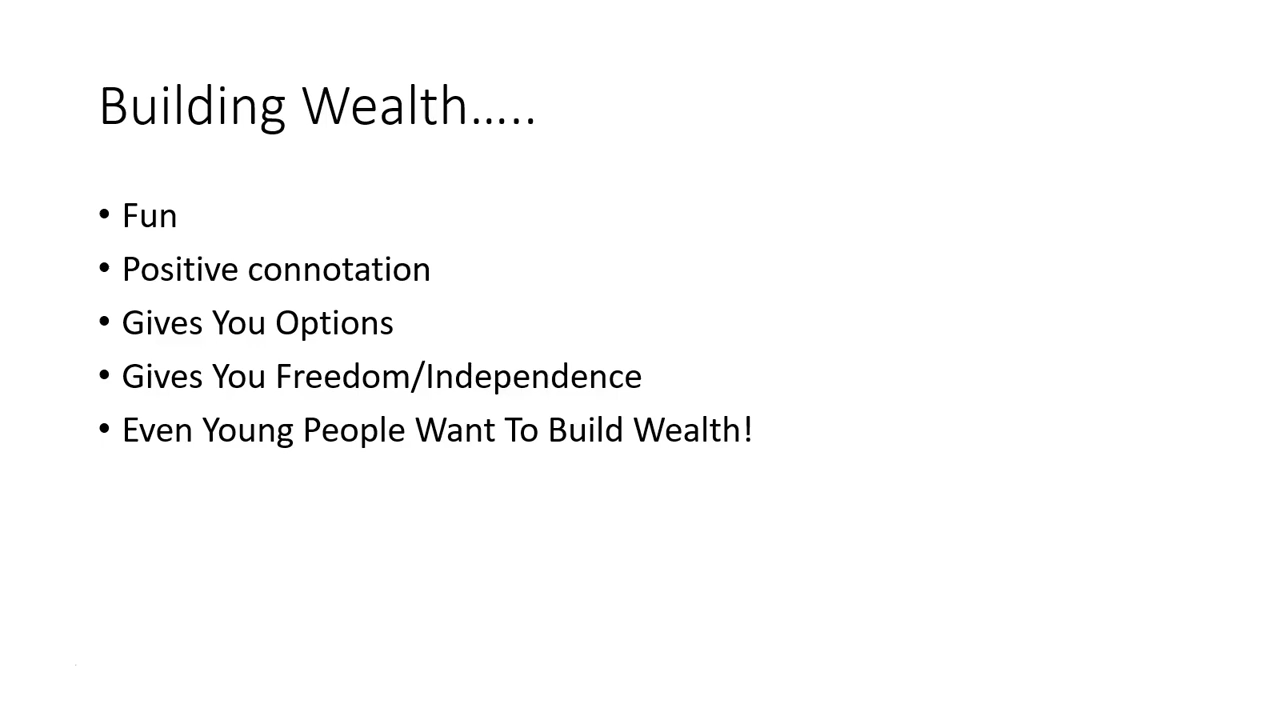 Building Wealth…..
• Fun
• Positive connotation
• Gives You Options
• Gives You Freedom/Independence
• Even Young People Want To Build Wealth!